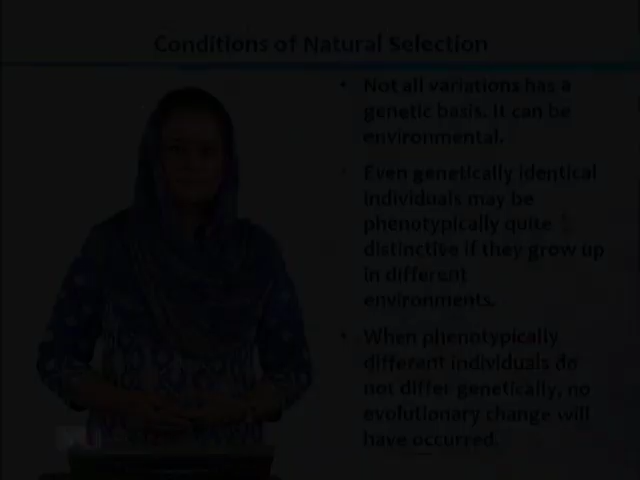 Conditions of Natural Selection
• Not all variations has a
genetic basis. It can be
environmental.
• Even genetically identical
individuals may be
phenotypically quite
distinctive if they grow up
in different
environments.
• When phenotypically
different individuals do
not differ genetically, no
evolutionary change will
have occurred.